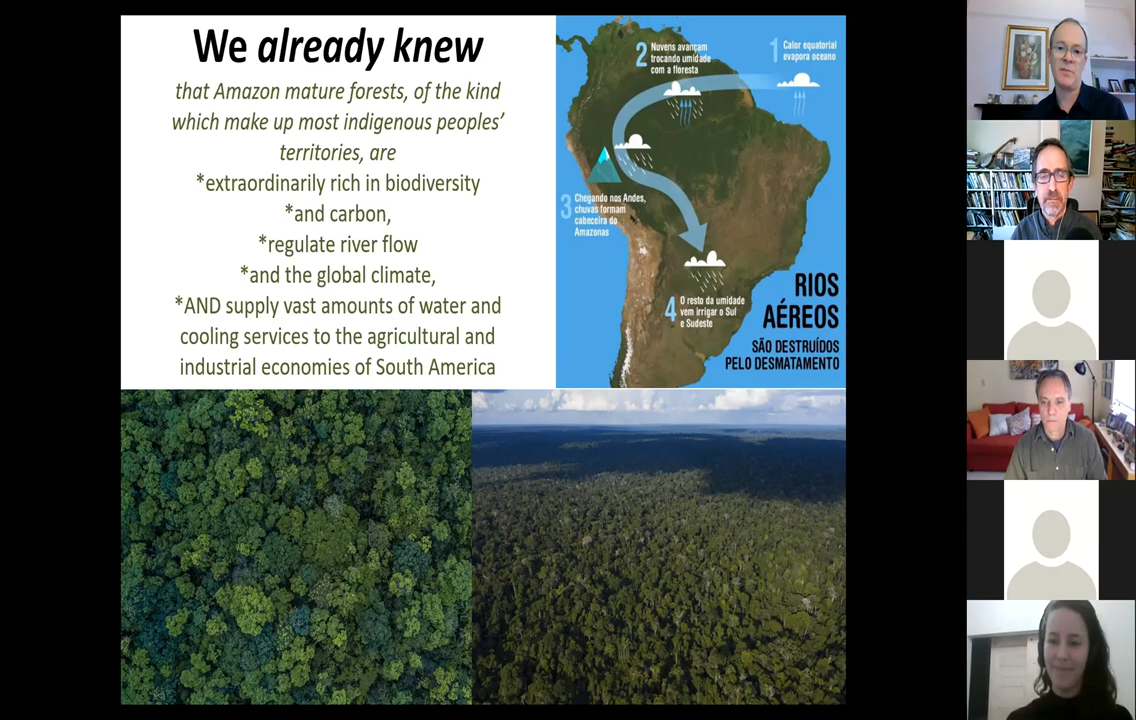 We already knew
that Amazon mature forests, of the kind
which make up most indigenous peoples’
territories, are
*extraordinarily rich in biodiversity
*and carbon,
*regulate river flow
*and the global climate,
*AND supply vast amounts of water and
cooling services to the agricultural and
industrial economies of South America
1 Calor equatorial
evapora oceano
2 Nuvens avançam
trocando umidade
com a floresta
3 Chegando nos Andes,
chuvas formam
cabeceira do
Amazonas
4 O resto da umidade
vem irrigar o Sul
e Sudeste
RIOS
AÉREOS
SÃO DESTRUÍDOS
PELO DESMATAMENTO